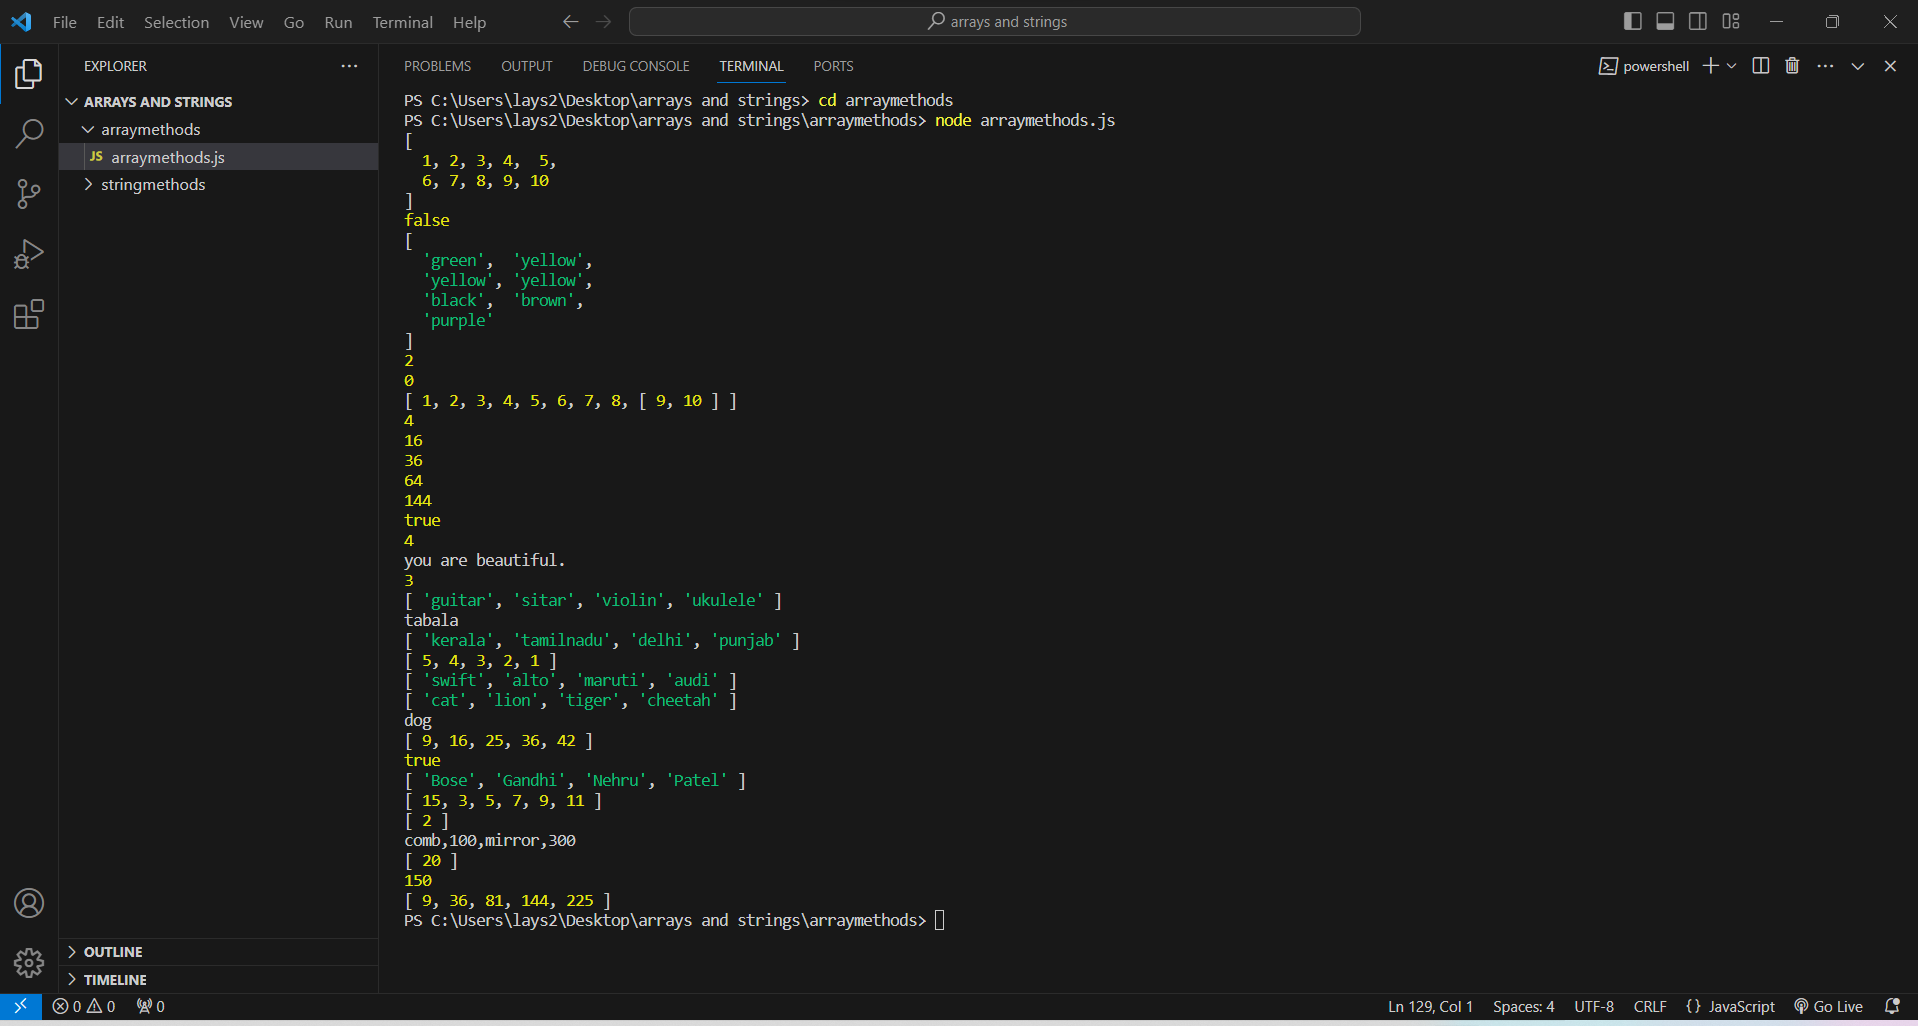 File Edit Selection View Go Run Terminal Help
arrays and strings
EXPLORER
ARRAYS AND STRINGS
arraymethods
JS arraymethods.js
stringmethods
OUTLINE
TIMELINE
PROBLEMS OUTPUT DEBUG CONSOLE TERMINAL PORTS
powershell
PS C:\Users\lays2\Desktop\arrays and strings> cd arraymethods
PS C:\Users\lays2\Desktop\arrays and strings\arraymethods> node arraymethods.js
[
  1, 2, 3, 4,  5,
  6, 7, 8, 9, 10
]
false
[
  'green',  'yellow',
  'yellow', 'yellow',
  'black',  'brown',
  'purple'
]
2
0
[ 1, 2, 3, 4, 5, 6, 7, 8, [ 9, 10 ] ]
4
16
36
64
144
true
4
you are beautiful.
3
[ 'guitar', 'sitar', 'violin', 'ukulele' ]
tabala
[ 'kerala', 'tamilnadu', 'delhi', 'punjab' ]
[ 5, 4, 3, 2, 1 ]
[ 'swift', 'alto', 'maruti', 'audi' ]
[ 'cat', 'lion', 'tiger', 'cheetah' ]
dog
[ 9, 16, 25, 36, 42 ]
true
[ 'Bose', 'Gandhi', 'Nehru', 'Patel' ]
[ 15, 3, 5, 7, 9, 11 ]
[ 2 ]
comb,100,mirror,300
[ 20 ]
150
[ 9, 36, 81, 144, 225 ]
PS C:\Users\lays2\Desktop\arrays and strings\arraymethods>
0 0 0 Ln 129, Col 1 Spaces: 4 UTF-8 CRLF {} JavaScript Go Live